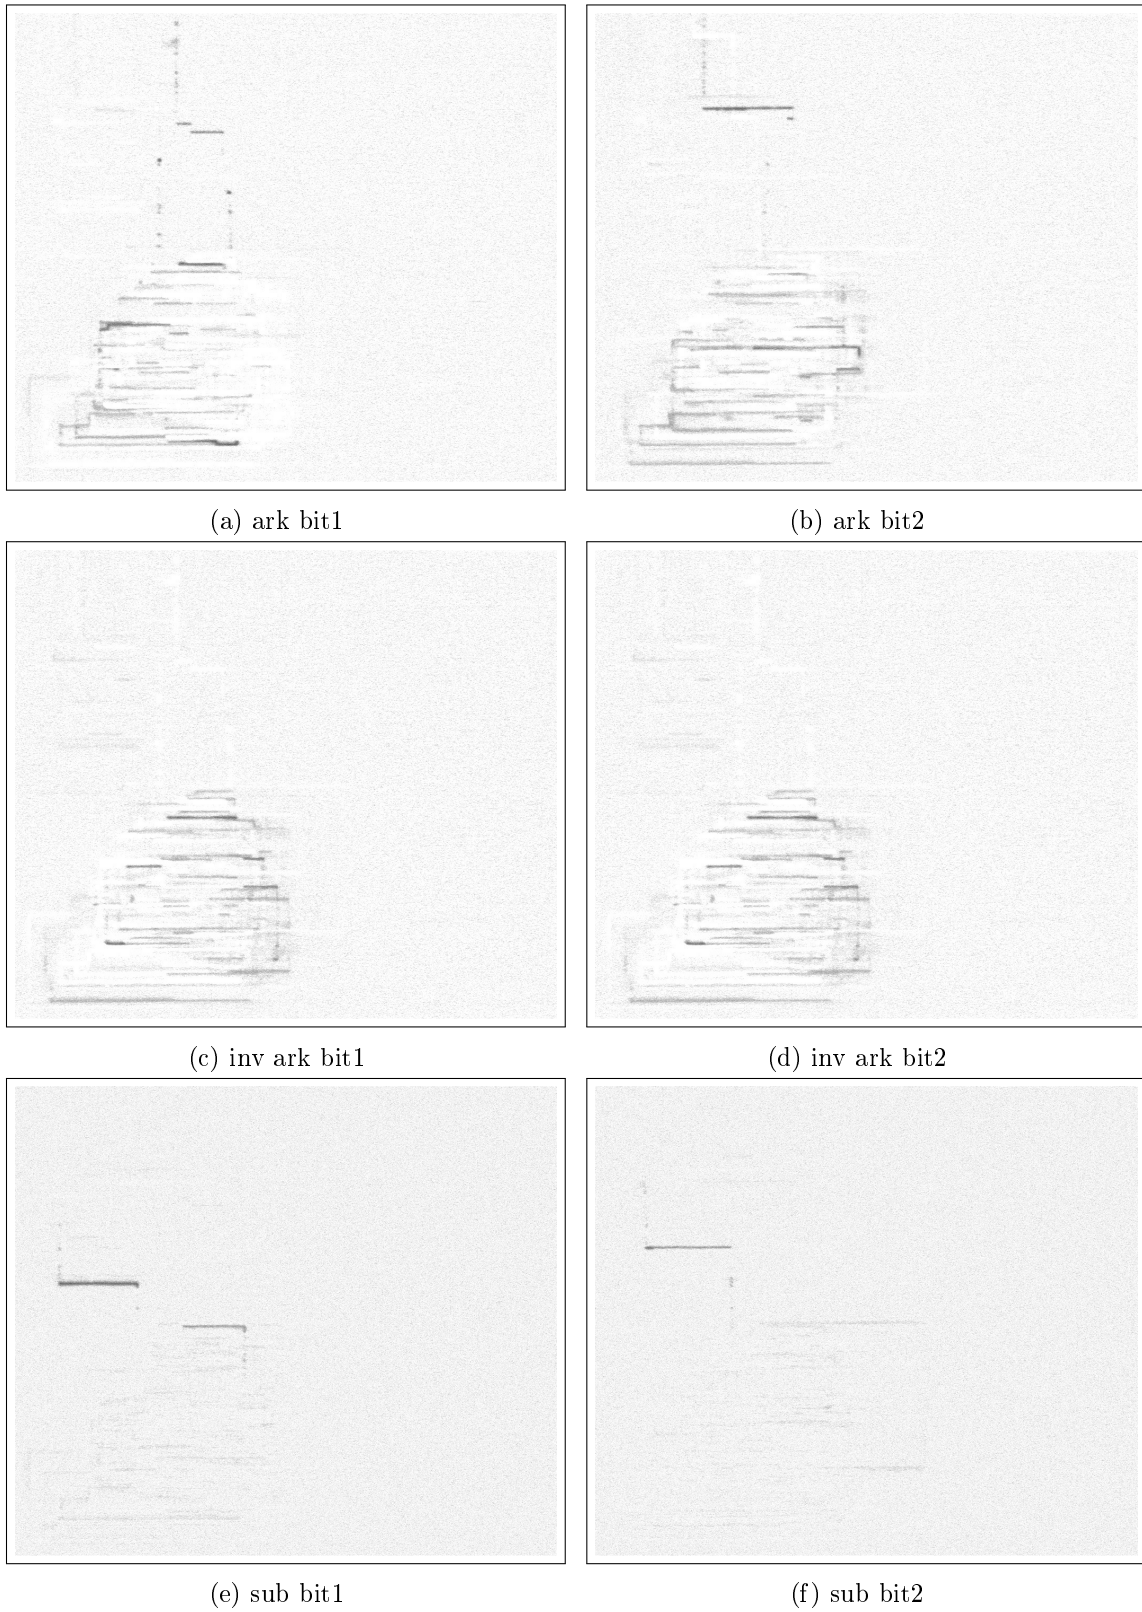 (a) ark bit1
(b) ark bit2
(c) inv ark bit1
(d) inv ark bit2
(e) sub bit1
(f) sub bit2